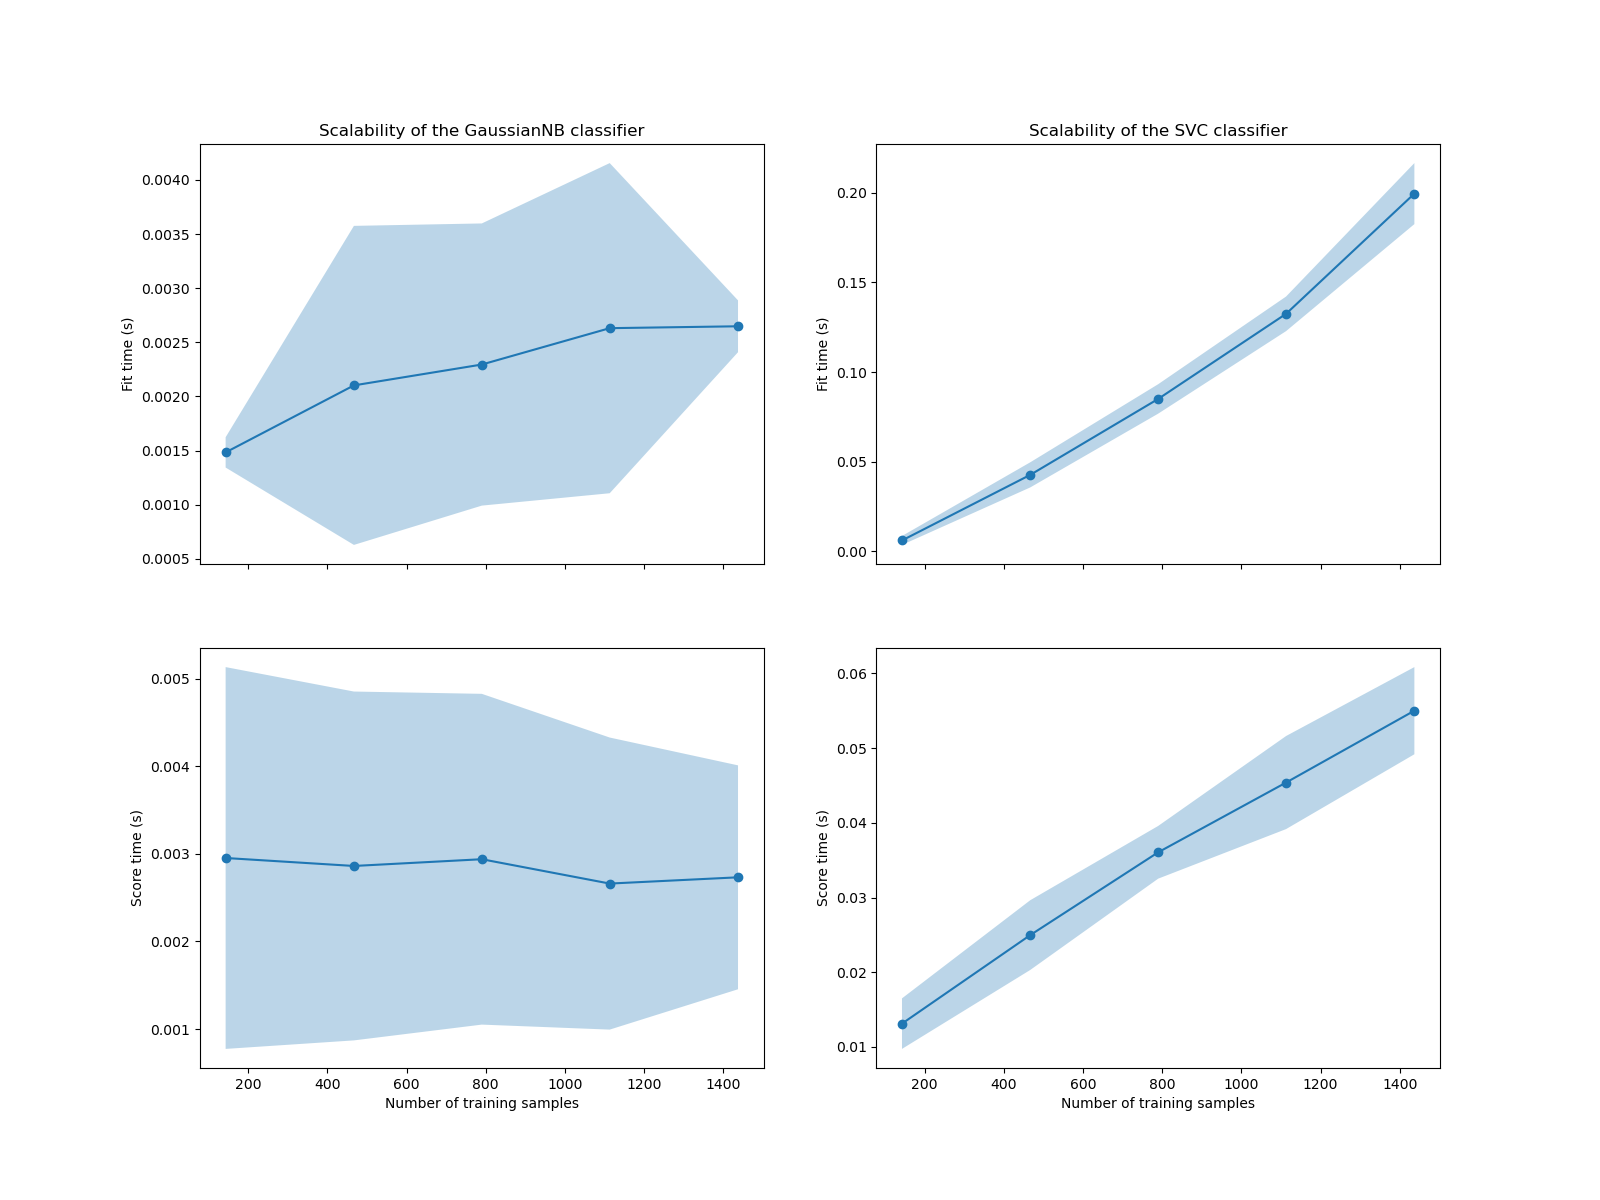 Scalability of the GaussianNB classifier
0.0040
0.0035
0.0030
0.0025
0.0020
0.0015
0.0010
0.0005
Fit time (s)
Scalability of the SVC classifier
0.20
0.15
0.10
0.05
0.00
Fit time (s)
0.005
0.004
0.003
0.002
0.001
Score time (s)
200 400 600 800 1000 1200 1400
Number of training samples
0.06
0.05
0.04
0.03
0.02
0.01
Score time (s)
200 400 600 800 1000 1200 1400
Number of training samples